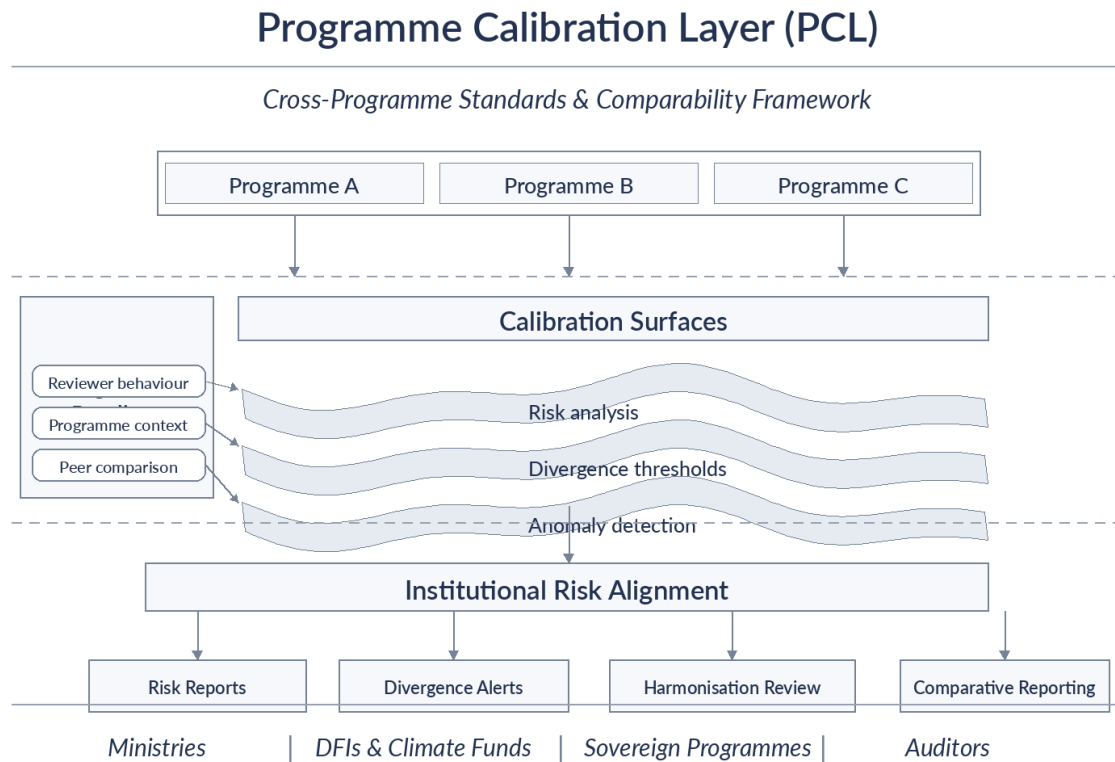 Programme Calibration Layer (PCL)
Cross-Programme Standards & Comparability Framework
Programme A
Programme B
Programme C
Calibration Surfaces
Reviewer behaviour
Programme context
Peer comparison
Risk analysis
Divergence thresholds
Anomaly detection
Institutional Risk Alignment
Risk Reports
Divergence Alerts
Harmonisation Review
Comparative Reporting
Ministries
DFIs & Climate Funds
Sovereign Programmes
Auditors